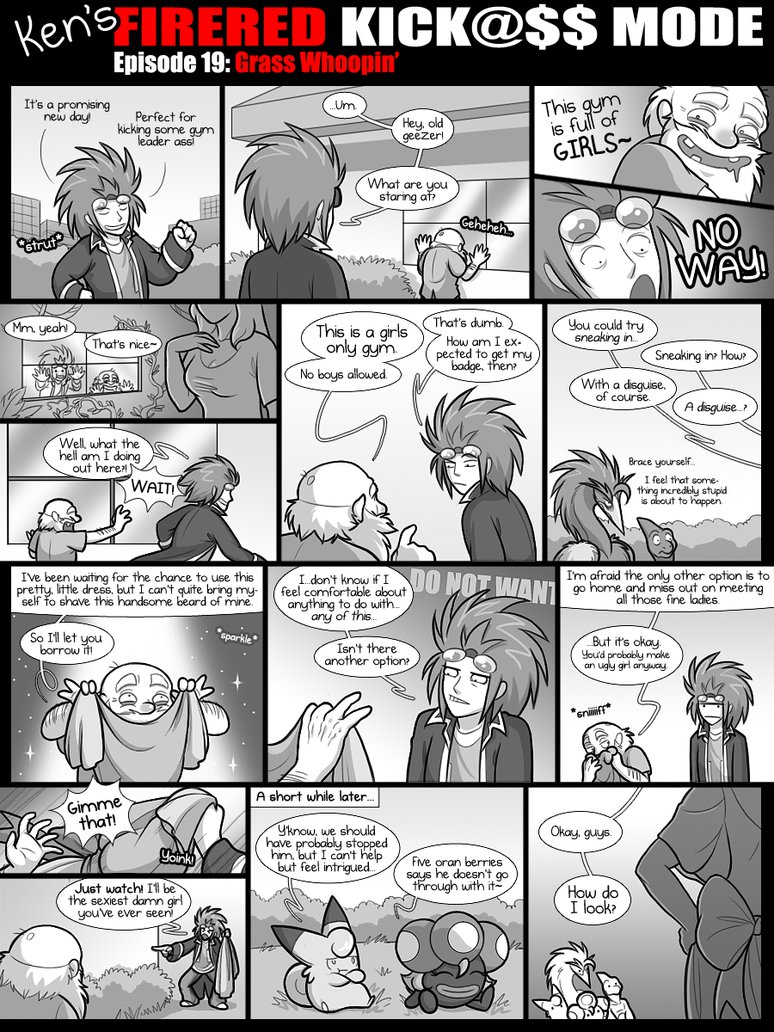 Ken's FIRERED KICK@$$ MODE
Episode 19: Grass Whoopin'
It's a promising
new day!
Perfect for
kicking some gym
leader ass!
*strut*
...Um.
Hey, old
geezer!
What are you
staring at?
Geheheh...
This gym
is full of
GIRLS~
NO
WAY!
Mm, yeah!
That's nice~
Well, what the
hell am I doing
out here?!
WAIT!
This is a girls
only gym.
No boys allowed.
That's dumb.
How am I ex-
pected to get my
badge, then?
You could try
sneaking in...
Sneaking in? How?
With a disguise,
of course.
A disguise...?
Brace yourself...
I feel that some-
thing incredibly stupid
is about to happen.
I've been waiting for the chance to use this
pretty, little dress, but I can't quite bring my-
self to shave this handsome beard of mine.
So I'll let you
borrow it!
*sparkle*
DO NOT WANT
I...don't know if I
feel comfortable about
anything to do with...
any of this...
Isn't there
another option?
I'm afraid the only other option is to
go home and miss out on meeting
all those fine ladies.
...But it's okay.
You'd probably make
an ugly girl anyway.
*sniiiiff*
Gimme
that!
Yoink!
Just watch! I'll be
the sexiest damn girl
you've ever seen!
A short while later...
Y'know, we should
have probably stopped
him, but I can't help
but feel intrigued...
Five oran berries
says he doesn't go
through with it~
Okay, guys.
How do
I look?